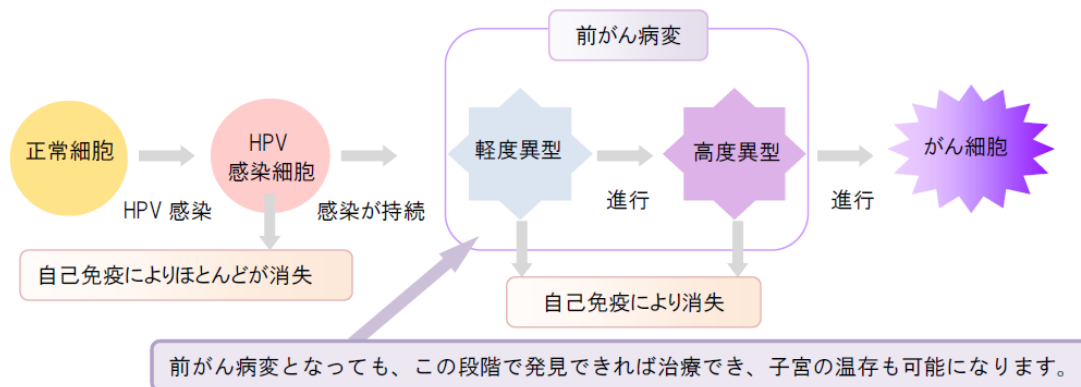 前がん病変
正常細胞
HPV
感染細胞
軽度異型
高度異型
がん細胞
HPV 感染
感染が持続
進行
進行
自己免疫によりほとんどが消失
自己免疫により消失
前がん病変となっても、この段階で発見できれば治療でき、子宮の温存も可能になります。